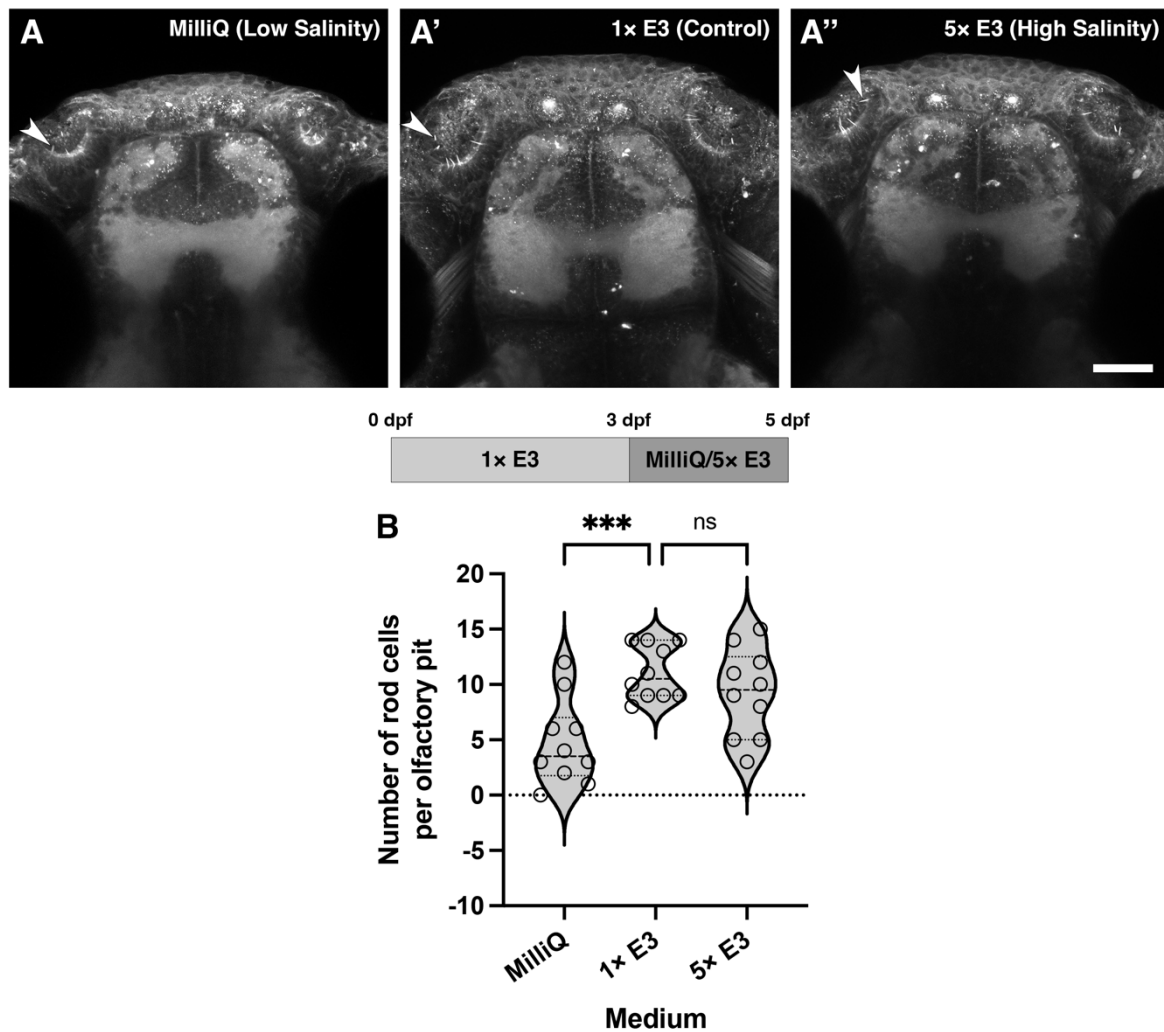 A
MilliQ (Low Salinity)
A'
1× E3 (Control)
A''
5× E3 (High Salinity)
0 dpf
3 dpf
5 dpf
1× E3
MilliQ/5× E3
B
***
ns
20
15
10
5
0
-5
-10
Number of rod cells
per olfactory pit
MilliQ
1× E3
5× E3
Medium